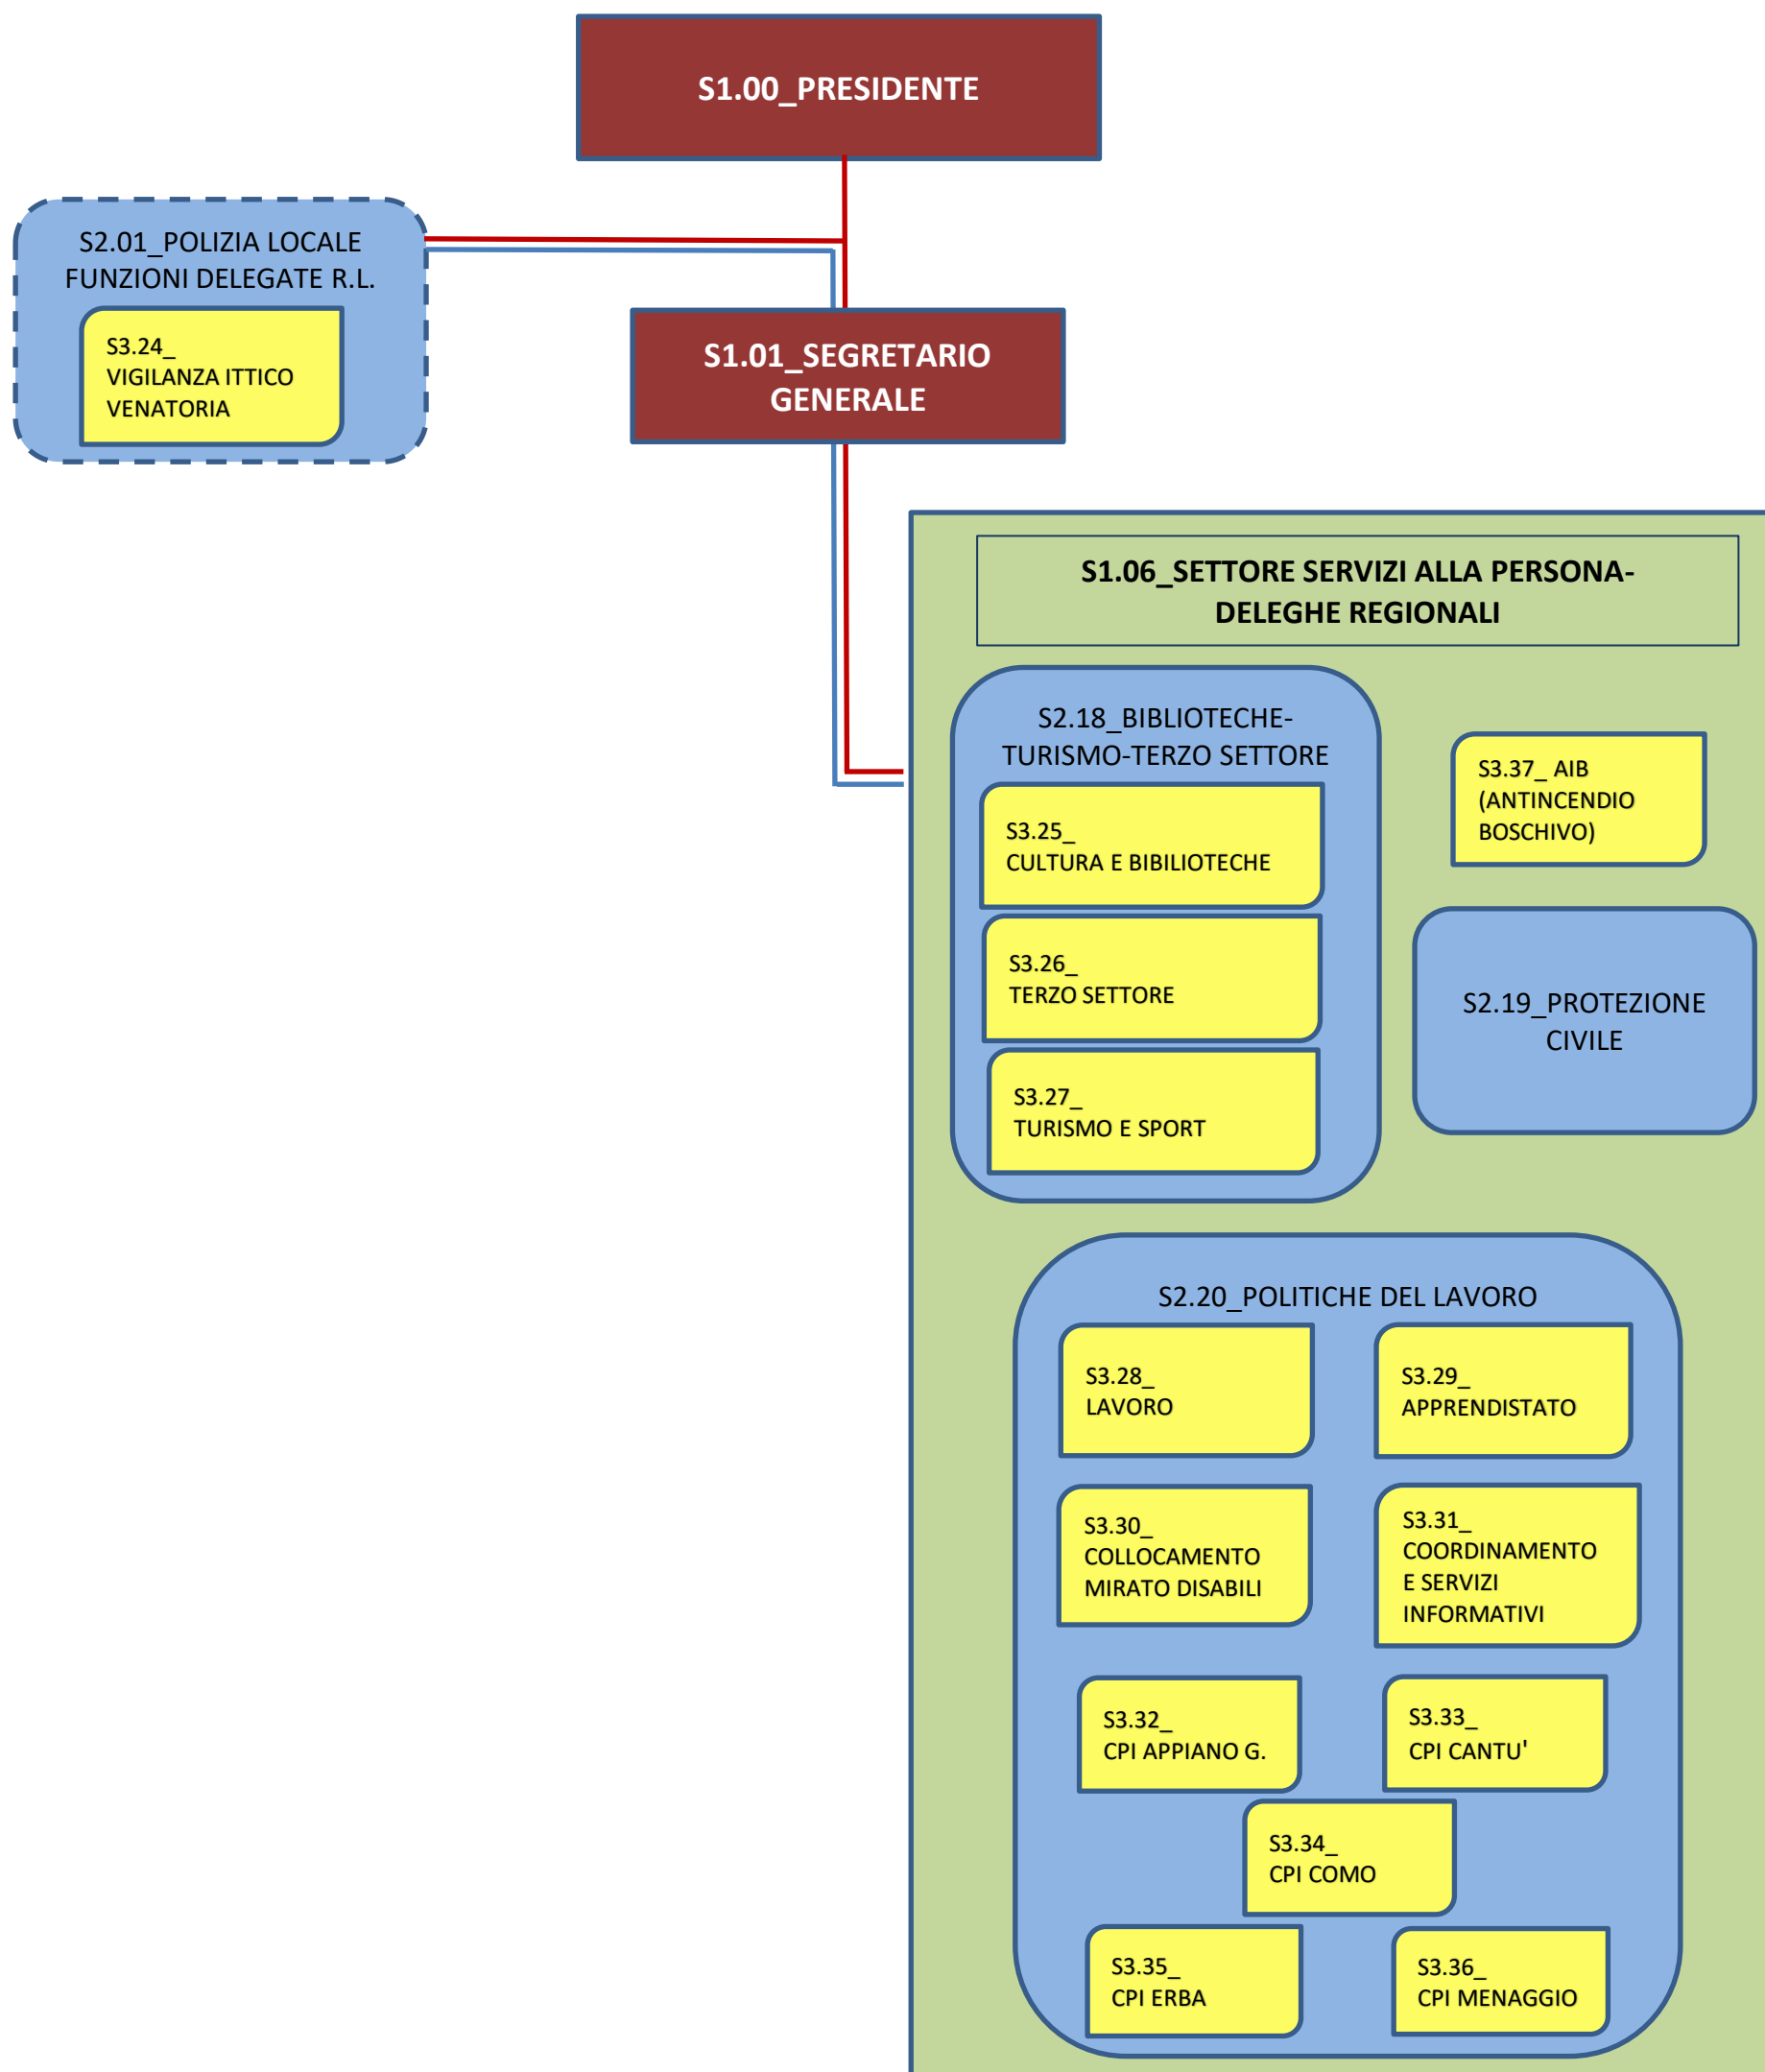 S1.00_PRESIDENTE
S2.01_POLIZIA LOCALE
FUNZIONI DELEGATE R.L.
S3.24_
VIGILANZA ITTICO
VENATORIA
S1.01_SEGRETARIO
GENERALE
S1.06_SETTORE SERVIZI ALLA PERSONA-
DELEGHE REGIONALI
S2.18_BIBLIOTECHE-
TURISMO-TERZO SETTORE
S3.25_
CULTURA E BIBILIOTECHE
S3.26_
TERZO SETTORE
S3.27_
TURISMO E SPORT
S3.37_ AIB
(ANTINCENDIO
BOSCHIVO)
S2.19_PROTEZIONE
CIVILE
S2.20_POLITICHE DEL LAVORO
S3.28_
LAVORO
S3.29_
APPRENDISTATO
S3.30_
COLLOCAMENTO
MIRATO DISABILI
S3.31_
COORDINAMENTO
E SERVIZI
INFORMATIVI
S3.32_
CPI APPIANO G.
S3.33_
CPI CANTU'
S3.34_
CPI COMO
S3.35_
CPI ERBA
S3.36_
CPI MENAGGIO